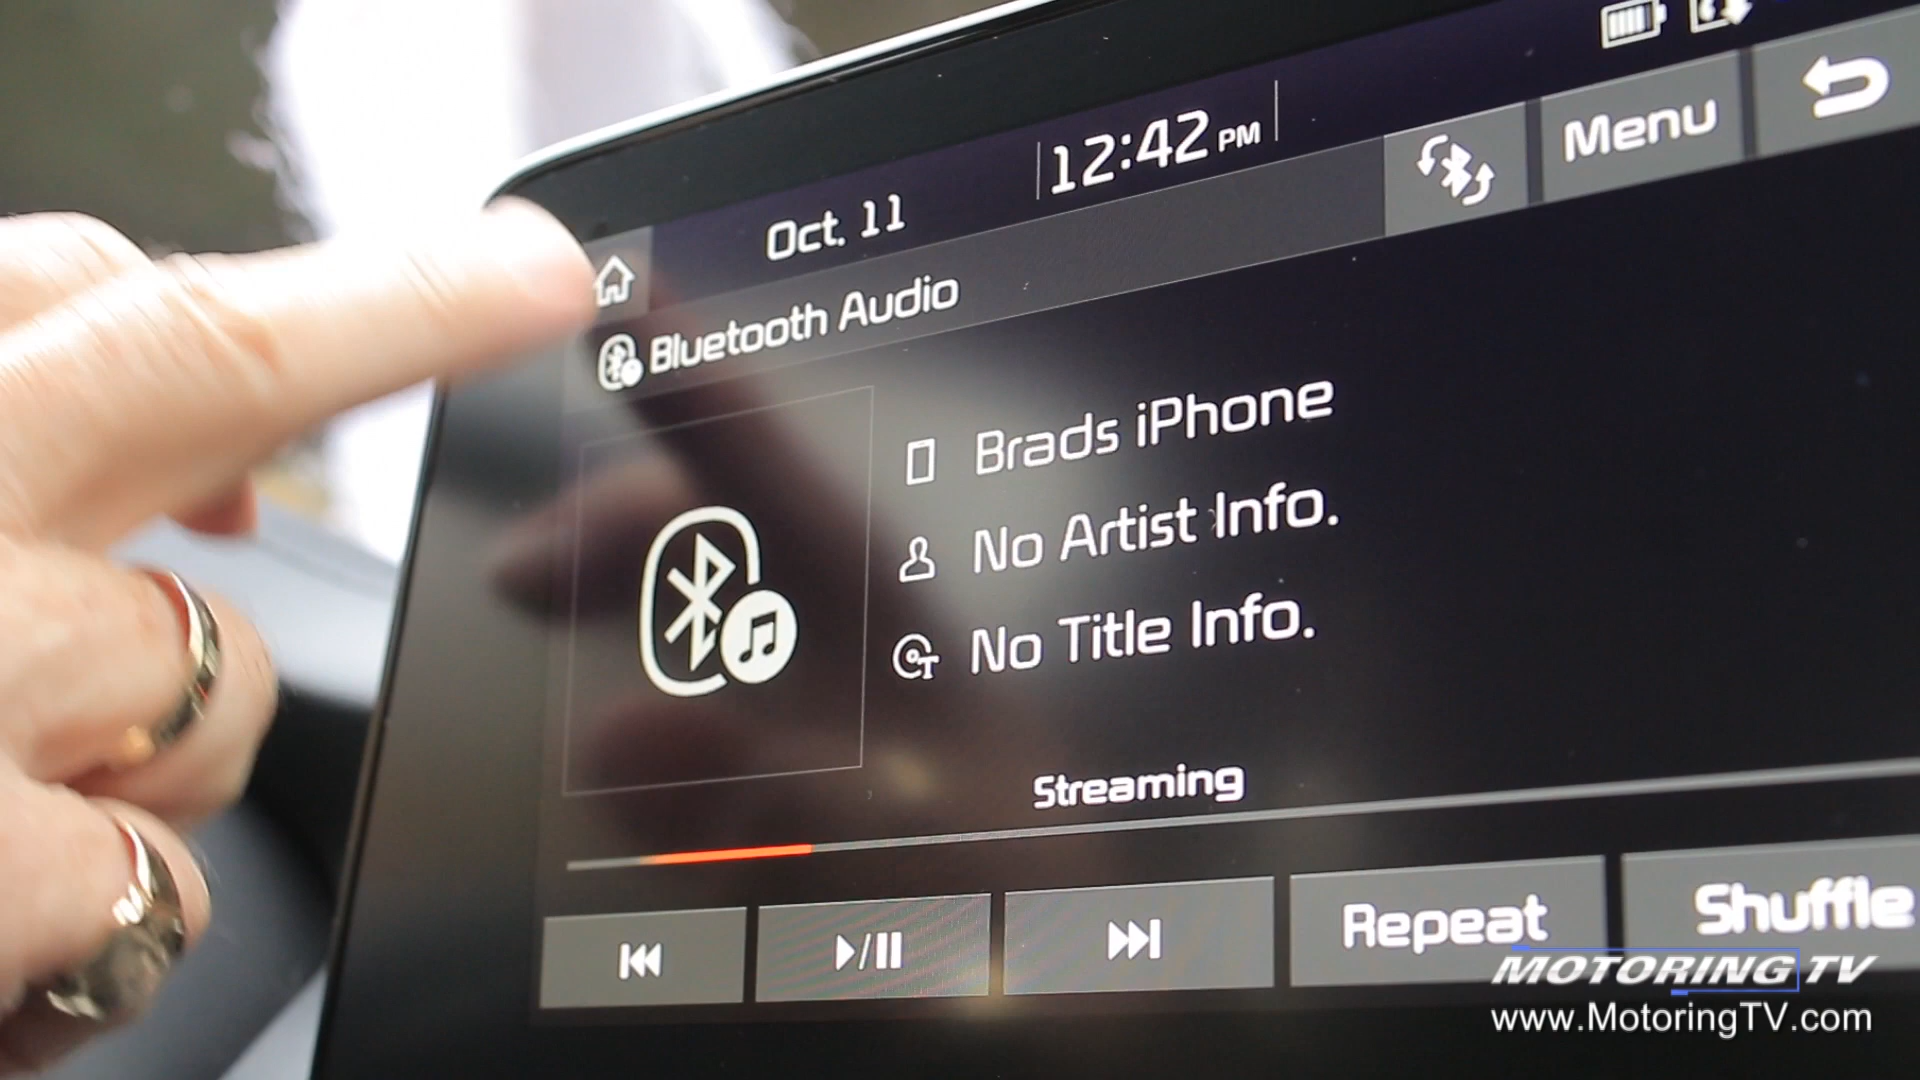 Oct. 11
12:42 PM
Menu
Bluetooth Audio
Brads iPhone
No Artist Info.
No Title Info.
Streaming
Repeat
Shuffle
MOTORING TV
www.MotoringTV.com